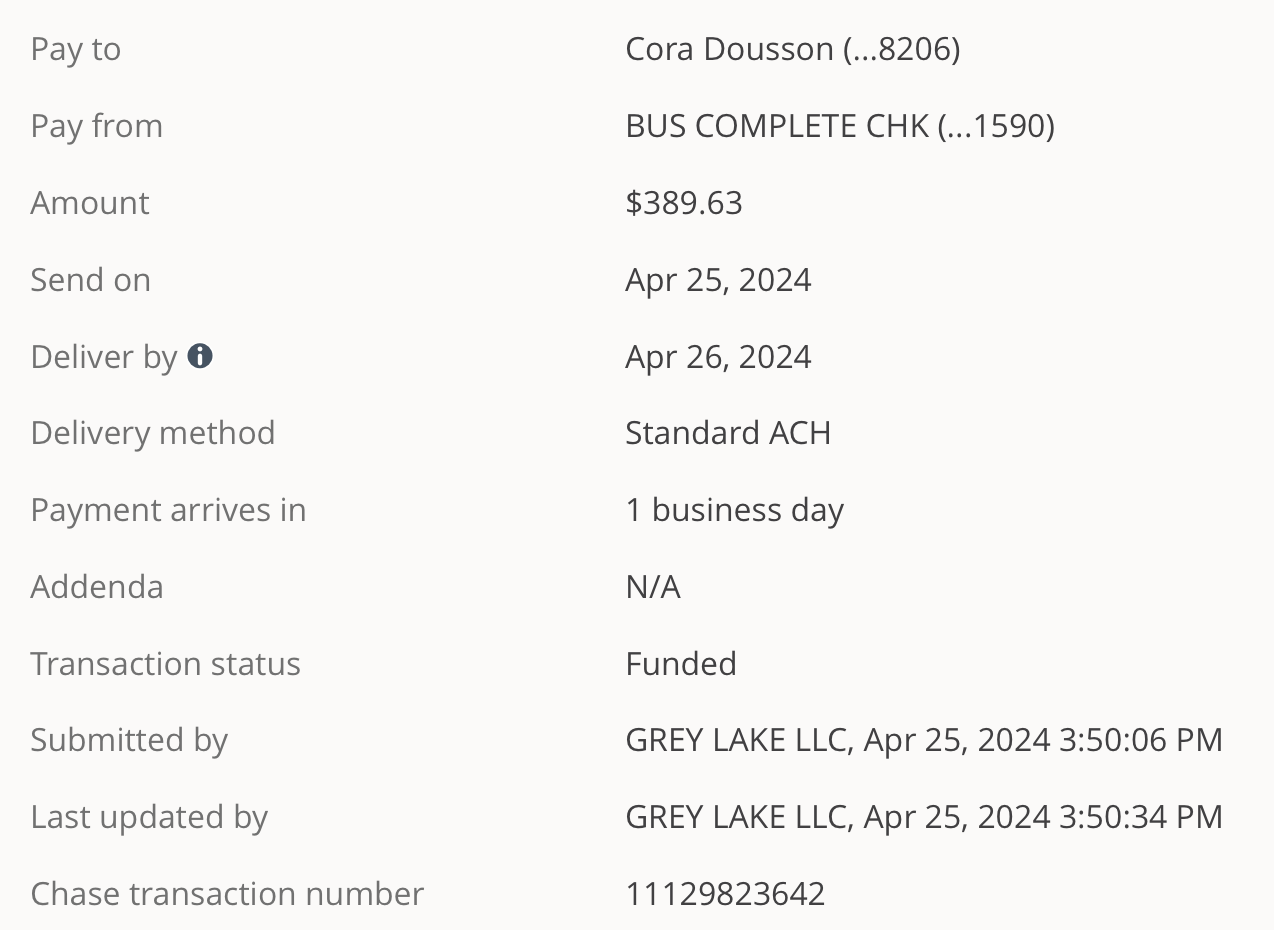 Pay to Cora Dousson (...8206)
Pay from BUS COMPLETE CHK (...1590)
Amount $389.63
Send on Apr 25, 2024
Deliver by Apr 26, 2024
Delivery method Standard ACH
Payment arrives in 1 business day
Addenda N/A
Transaction status Funded
Submitted by GREY LAKE LLC, Apr 25, 2024 3:50:06 PM
Last updated by GREY LAKE LLC, Apr 25, 2024 3:50:34 PM
Chase transaction number 11129823642